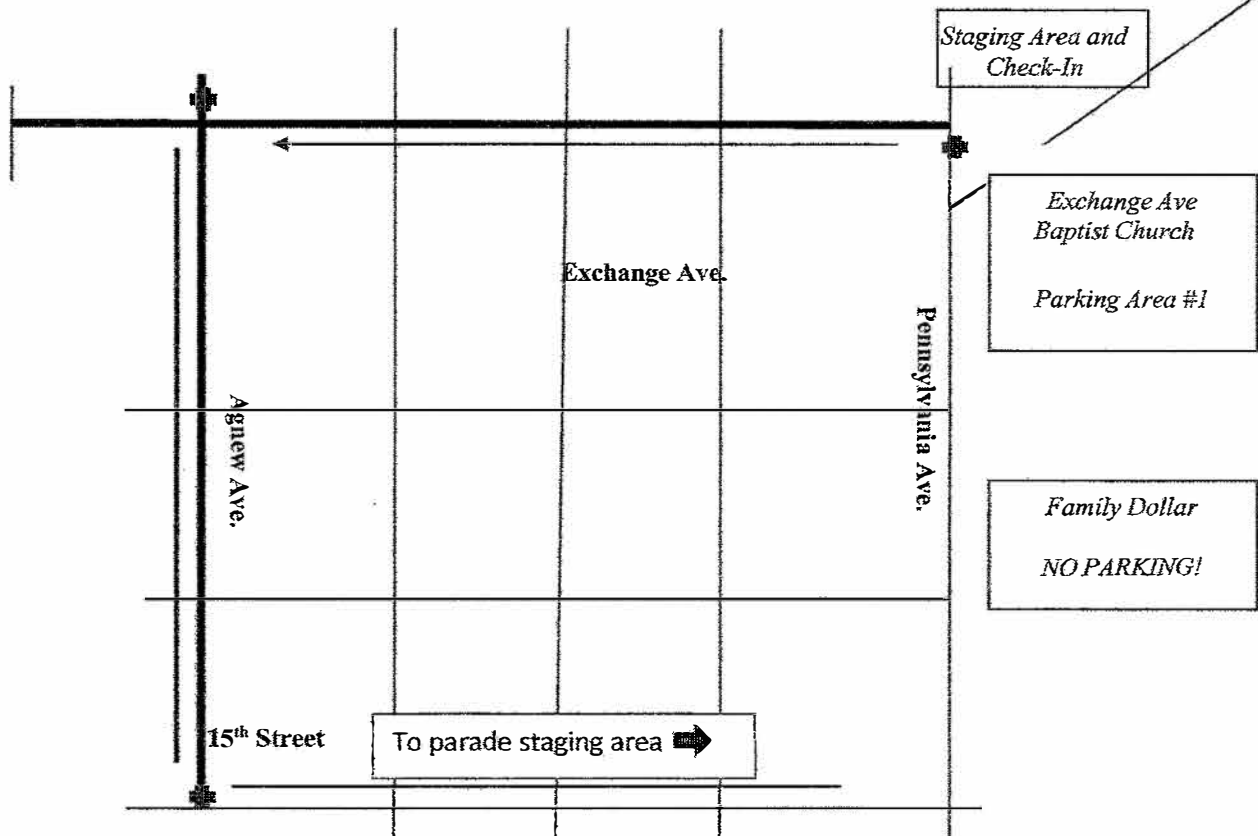 Staging Area and
Check-In
Exchange Ave
Baptist Church
Parking Area #1
Exchange Ave.
Pennsylvania Ave.
Agnew Ave.
Family Dollar
NO PARKING!
15th Street
To parade staging area